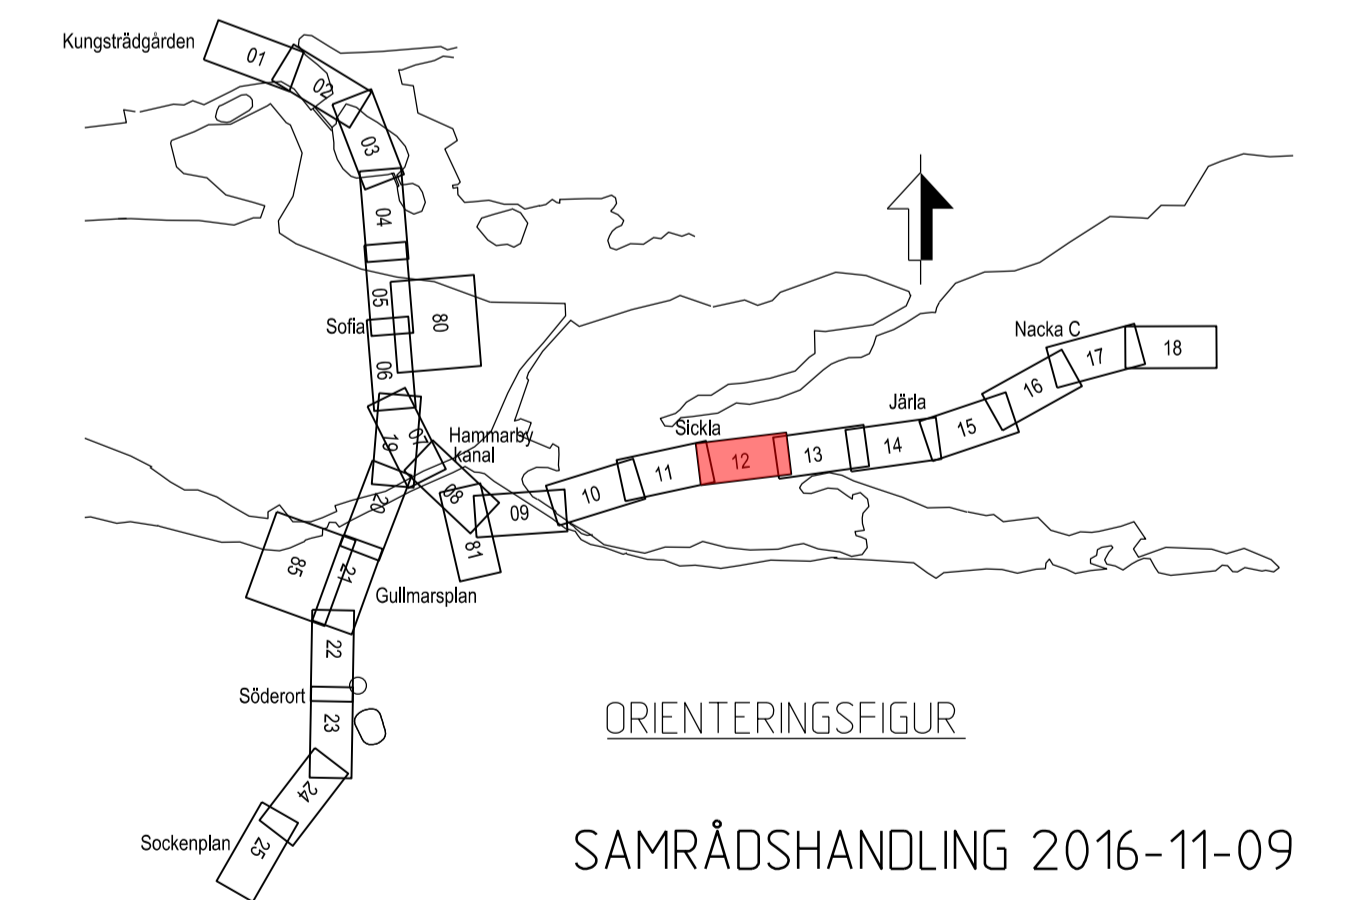 Kungsträdgården
01
02
03
04
05
Sofia
80
06
Nacka C
18
17
16
Järla
15
14
13
Sickla
12
11
10
Hammarby
kanal
07
19
08
09
20
81
85
21
Gullmarsplan
22
Söderort
23
24
Sockenplan
25
ORIENTERINGSFIGUR
SAMRÅDSHANDLING 2016-11-09